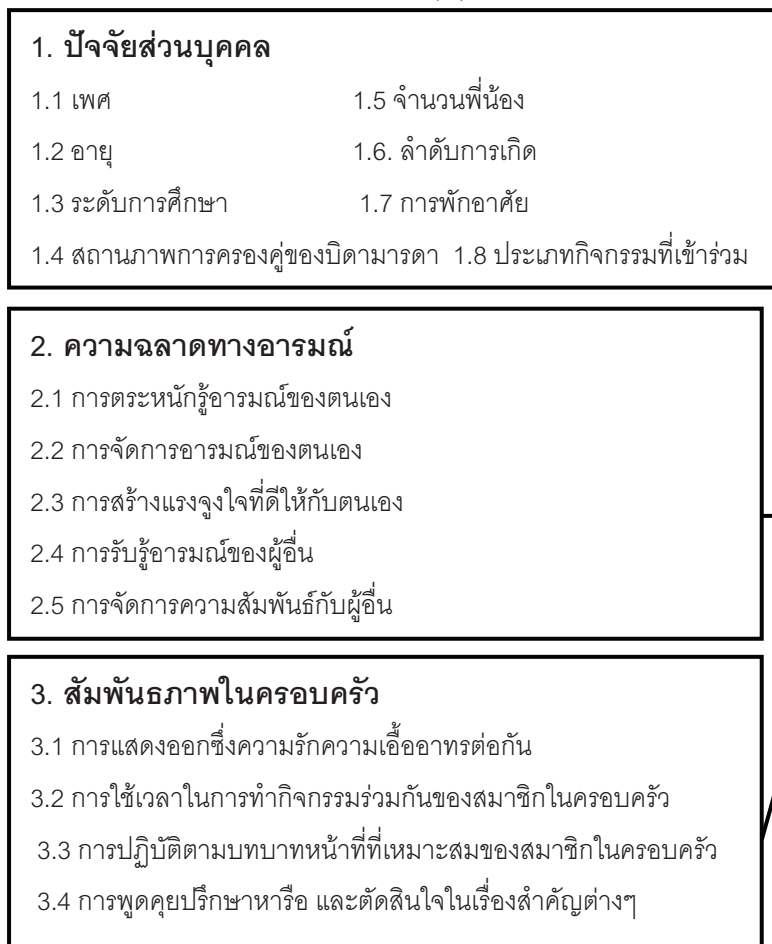 1. ปัจจัยส่วนบุคคล
1.1 เพศ 1.5 จำนวนพี่น้อง
1.2 อายุ 1.6. ลำดับการเกิด
1.3 ระดับการศึกษา 1.7 การพักอาศัย
1.4 สถานภาพการครองคู่ของบิดามารดา 1.8 ประเภทกิจกรรมที่เข้าร่วม
2. ความฉลาดทางอารมณ์
2.1 การตระหนักรู้อารมณ์ของตนเอง
2.2 การจัดการอารมณ์ของตนเอง
2.3 การสร้างแรงจูงใจที่ดีให้กับตนเอง
2.4 การรับรู้อารมณ์ของผู้อื่น
2.5 การจัดการความสัมพันธ์กับผู้อื่น
3. สัมพันธภาพในครอบครัว
3.1 การแสดงออกซึ่งความรักความเอื้ออาทรต่อกัน
3.2 การใช้เวลาในการทำกิจกรรมร่วมกันของสมาชิกในครอบครัว
3.3 การปฏิบัติตามบทบาทหน้าที่ที่เหมาะสมของสมาชิกในครอบครัว
3.4 การพูดคุยปรึกษาหารือ และตัดสินใจในเรื่องสำคัญต่างๆ